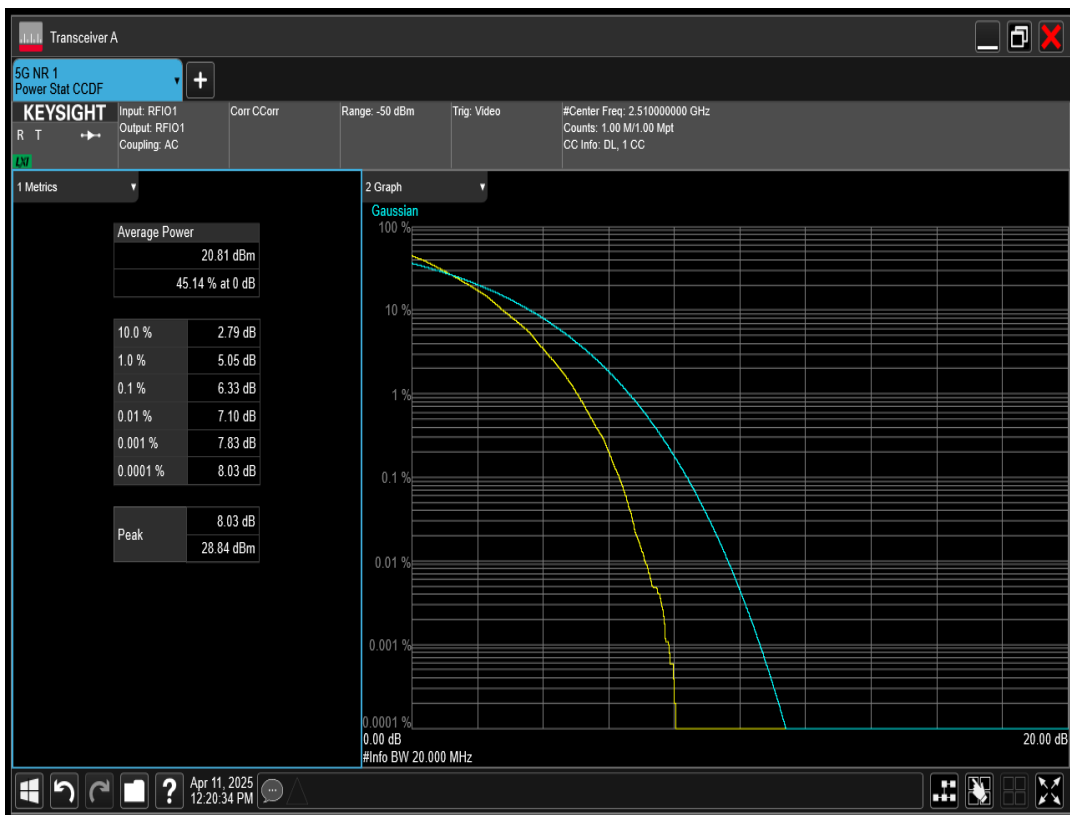 Transceiver A
5G NR 1
Power Stat CCDF
+
KEYSIGHT
R T
LXI
Input: RFIO1
Output: RFIO1
Coupling: AC
Corr CCorr
Range: -50 dBm
Trig: Video
#Center Freq: 2.510000000 GHz
Counts: 1.00 M/1.00 Mpt
CC Info: DL, 1 CC
1 Metrics
Average Power
20.81 dBm
45.14 % at 0 dB
10.0 % 2.79 dB
1.0 % 5.05 dB
0.1 % 6.33 dB
0.01 % 7.10 dB
0.001 % 7.83 dB
0.0001 % 8.03 dB
Peak
8.03 dB
28.84 dBm
2 Graph
Gaussian
100 %
10 %
1 %
0.1 %
0.01 %
0.001 %
0.0001 %
0.00 dB 20.00 dB
#Info BW 20.000 MHz
?
Apr 11, 2025
12:20:34 PM